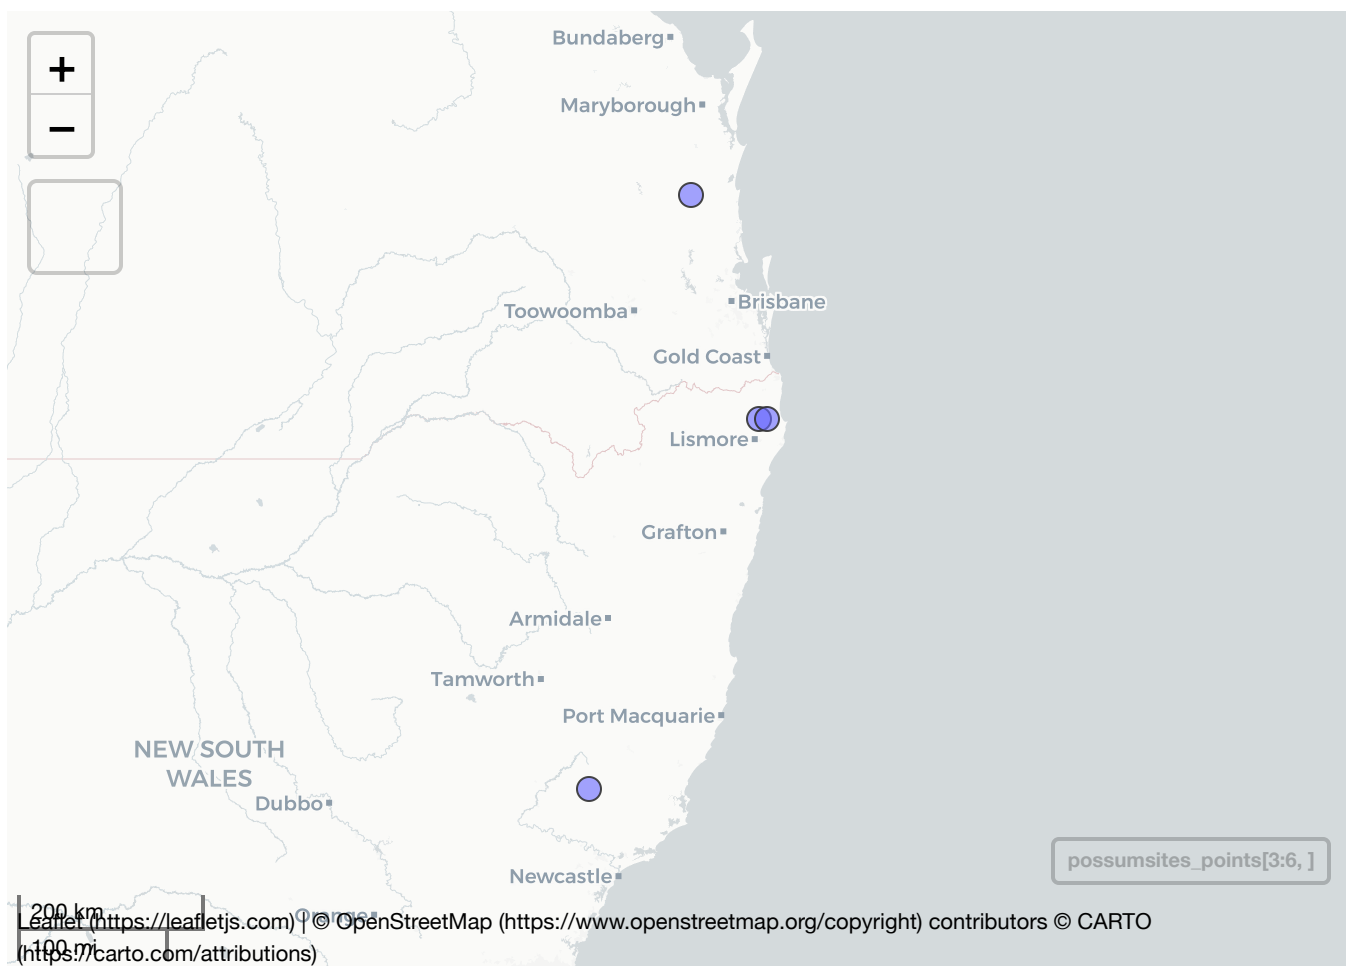 Bundaberg
+
Maryborough
−
Brisbane
Toowoomba
Gold Coast
Lismore
Grafton
Armidale
Tamworth
Port Macquarie
NEW SOUTH
WALES
Dubbo
possumsites_points[3:6, ]
Newcastle
200 km
Orange
Leaflet (https://leafletjs.com) | © OpenStreetMap (https://www.openstreetmap.org/copyright) contributors © CARTO
100 mi
(https://carto.com/attributions)